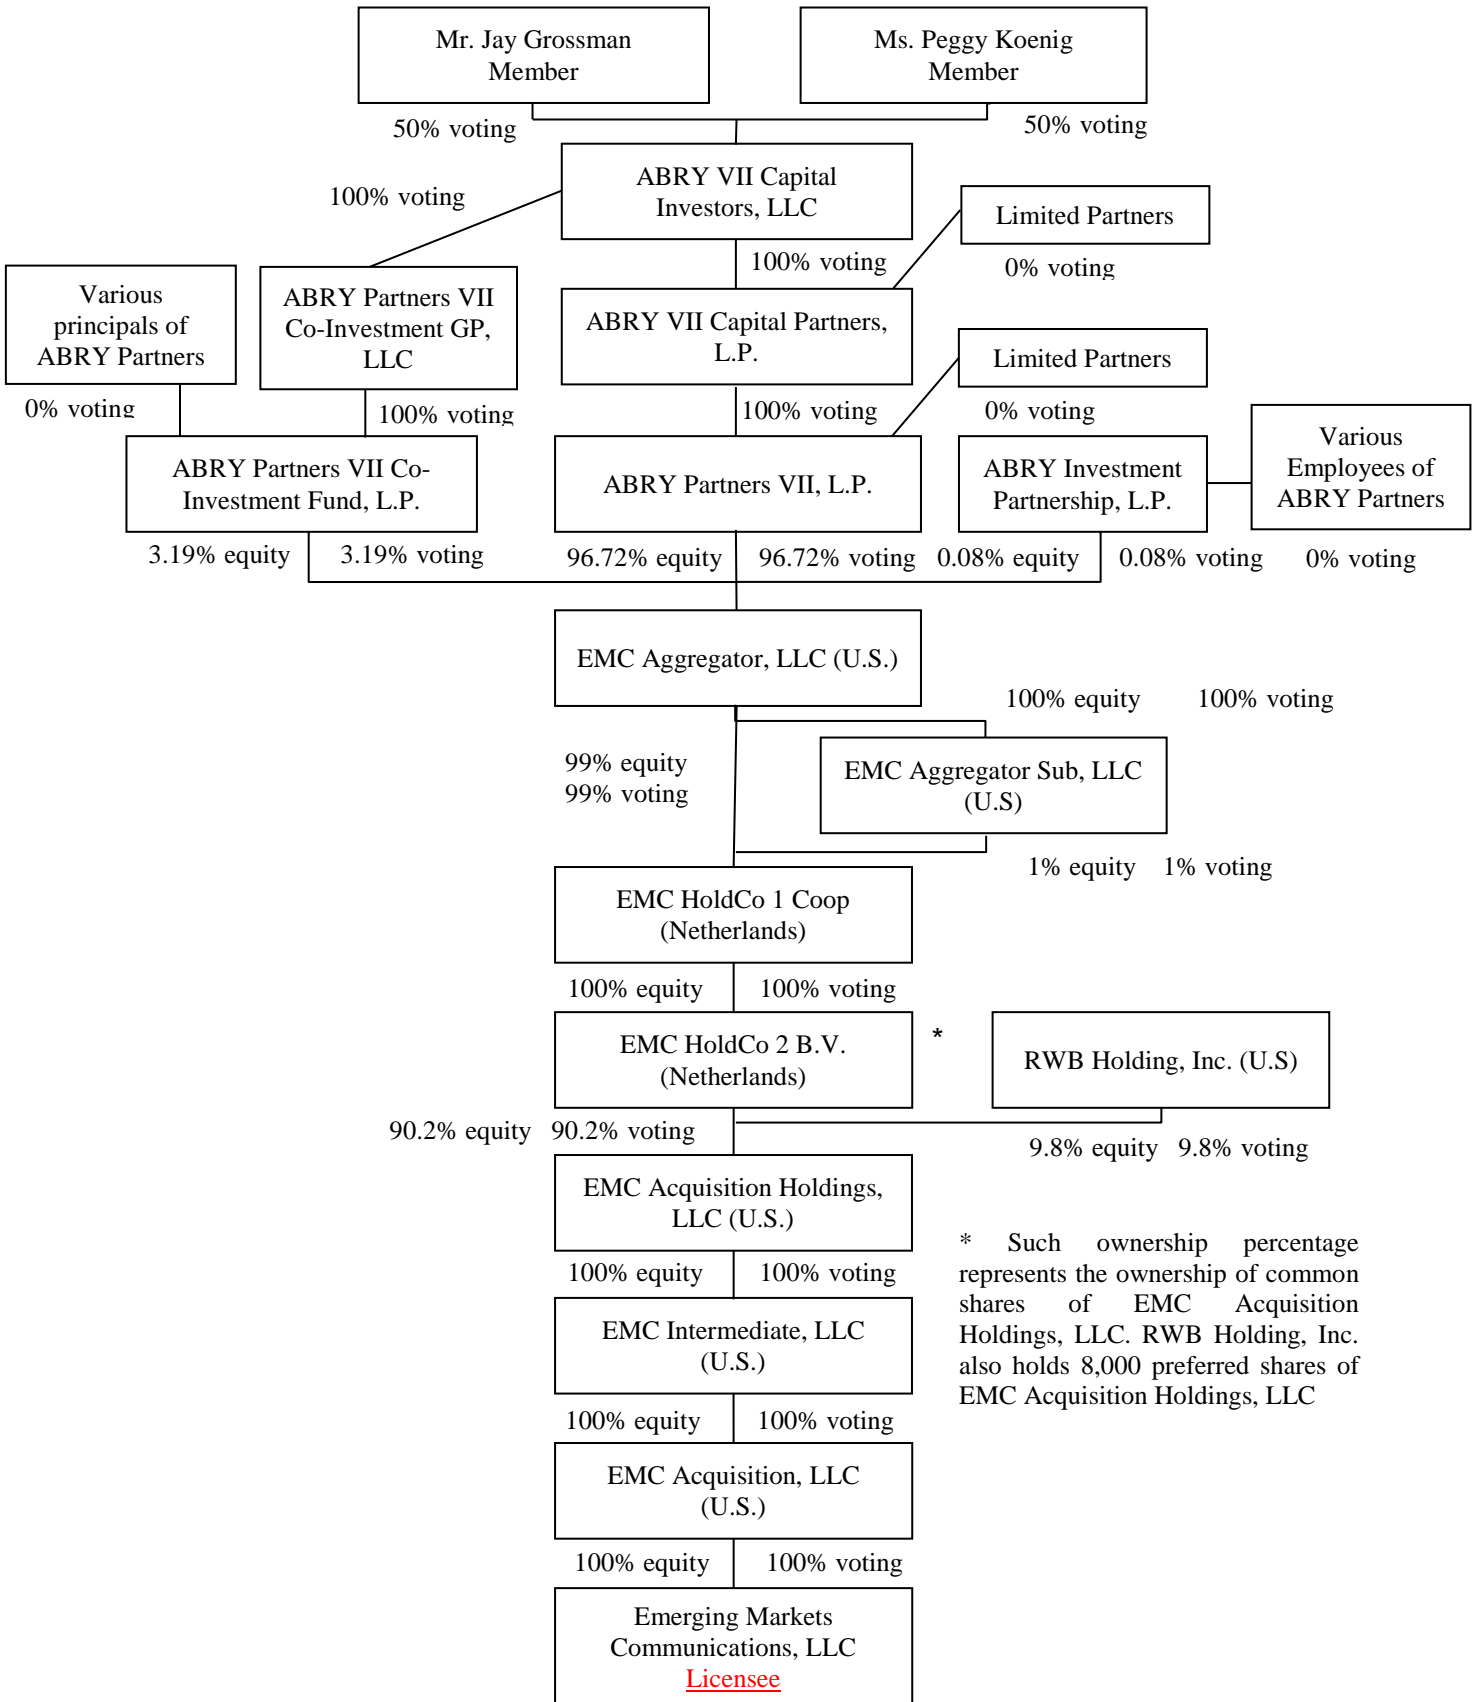 Mr. Jay Grossman
Member
Ms. Peggy Koenig
Member
50% voting
50% voting
ABRY VII Capital
Investors, LLC
100% voting
Limited Partners
100% voting
0% voting
Various
principals of
ABRY Partners
ABRY Partners VII
Co-Investment GP,
LLC
ABRY VII Capital Partners,
L.P.
Limited Partners
0% voting
100% voting
100% voting
0% voting
ABRY Partners VII Co-
Investment Fund, L.P.
ABRY Partners VII, L.P.
ABRY Investment
Partnership, L.P.
Various
Employees of
ABRY Partners
3.19% equity
3.19% voting
96.72% equity
96.72% voting
0.08% equity
0.08% voting
0% voting
EMC Aggregator, LLC (U.S.)
100% equity
100% voting
99% equity
99% voting
EMC Aggregator Sub, LLC
(U.S)
1% equity
1% voting
EMC HoldCo 1 Coop
(Netherlands)
100% equity
100% voting
EMC HoldCo 2 B.V.
(Netherlands)
*
RWB Holding, Inc. (U.S)
90.2% equity
90.2% voting
9.8% equity
9.8% voting
EMC Acquisition Holdings,
LLC (U.S.)
* Such ownership percentage
represents the ownership of common
shares of EMC Acquisition
Holdings, LLC. RWB Holding, Inc.
also holds 8,000 preferred shares of
EMC Acquisition Holdings, LLC
100% equity
100% voting
EMC Intermediate, LLC
(U.S.)
100% equity
100% voting
EMC Acquisition, LLC
(U.S.)
100% equity
100% voting
Emerging Markets
Communications, LLC
Licensee